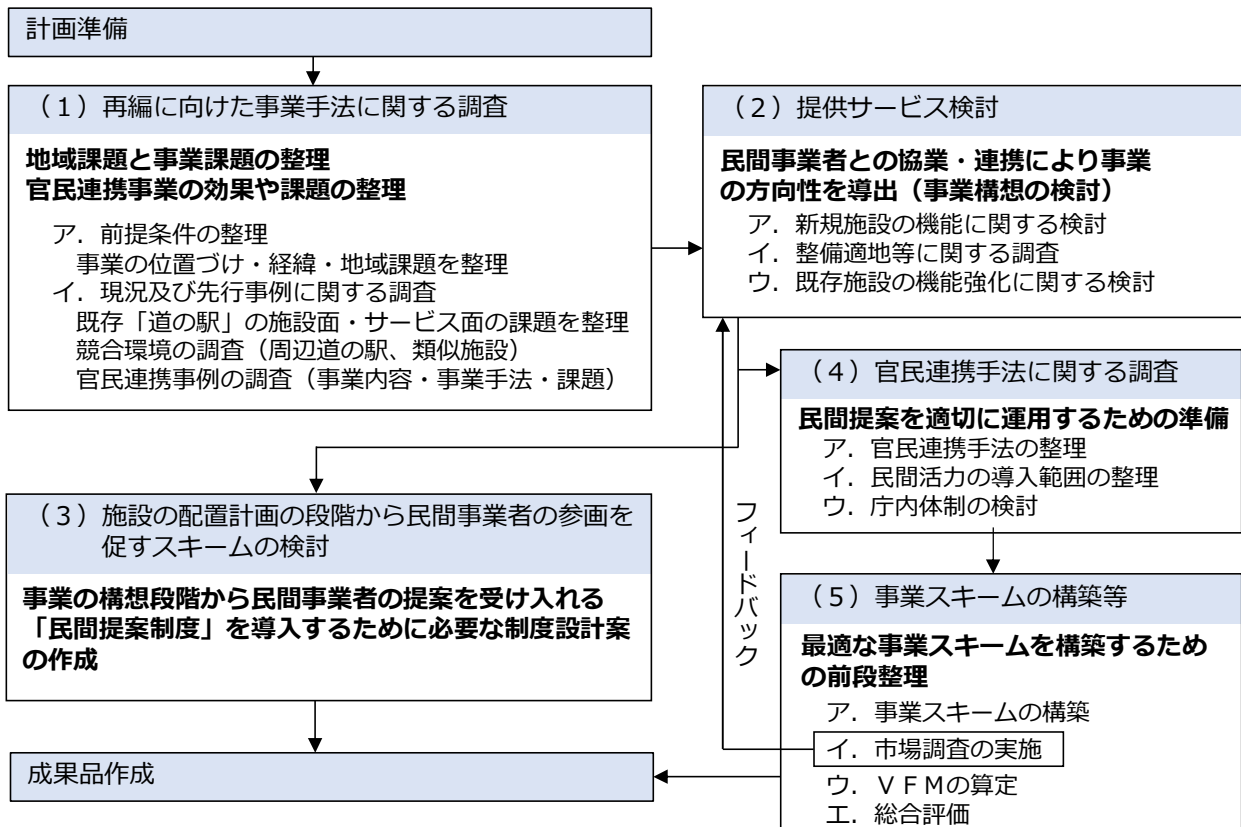 計画準備
（１）再編に向けた事業手法に関する調査
地域課題と事業課題の整理
官民連携事業の効果や課題の整理
ア．前提条件の整理
事業の位置づけ・経緯・地域課題を整理
イ．現況及び先行事例に関する調査
既存「道の駅」の施設面・サービス面の課題を整理
競合環境の調査（周辺道の駅、類似施設）
官民連携事例の調査（事業内容・事業手法・課題）
（２）提供サービス検討
民間事業者との協業・連携により事業
の方向性を導出（事業構想の検討）
ア．新規施設の機能に関する検討
イ．整備適地等に関する調査
ウ．既存施設の機能強化に関する検討
（３）施設の配置計画の段階から民間事業者の参画を
促すスキームの検討
事業の構想段階から民間事業者の提案を受け入れる
「民間提案制度」を導入するために必要な制度設計案
の作成
フィードバック
（４）官民連携手法に関する調査
民間提案を適切に運用するための準備
ア．官民連携手法の整理
イ．民間活力の導入範囲の整理
ウ．庁内体制の検討
（５）事業スキームの構築等
最適な事業スキームを構築するため
の前段整理
ア．事業スキームの構築
イ．市場調査の実施
ウ．ＶＦＭの算定
エ．総合評価
成果品作成